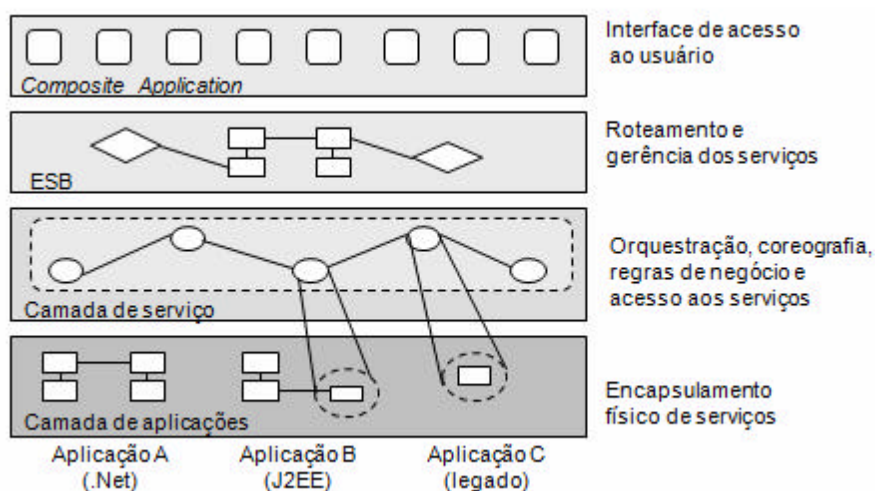 Interface de acesso
ao usuário
Composite Application
Roteamento e
gerência dos serviços
ESB
Orquestração, coreografia,
regras de negócio e
acesso aos serviços
Camada de serviço
Encapsulamento
físico de serviços
Camada de aplicações
Aplicação A
(.Net)
Aplicação B
(J2EE)
Aplicação C
(legado)